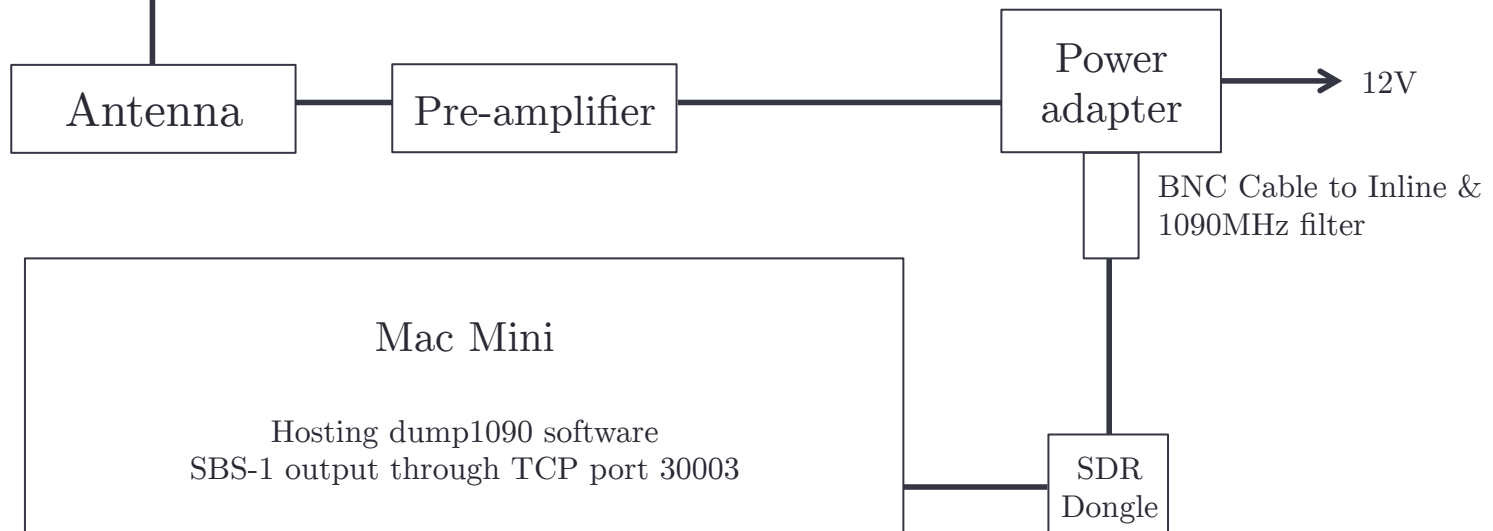 Antenna
Pre-amplifier
Power
adapter
12V
BNC Cable to Inline &
1090MHz filter
Mac Mini
Hosting dump1090 software
SBS-1 output through TCP port 30003
SDR
Dongle